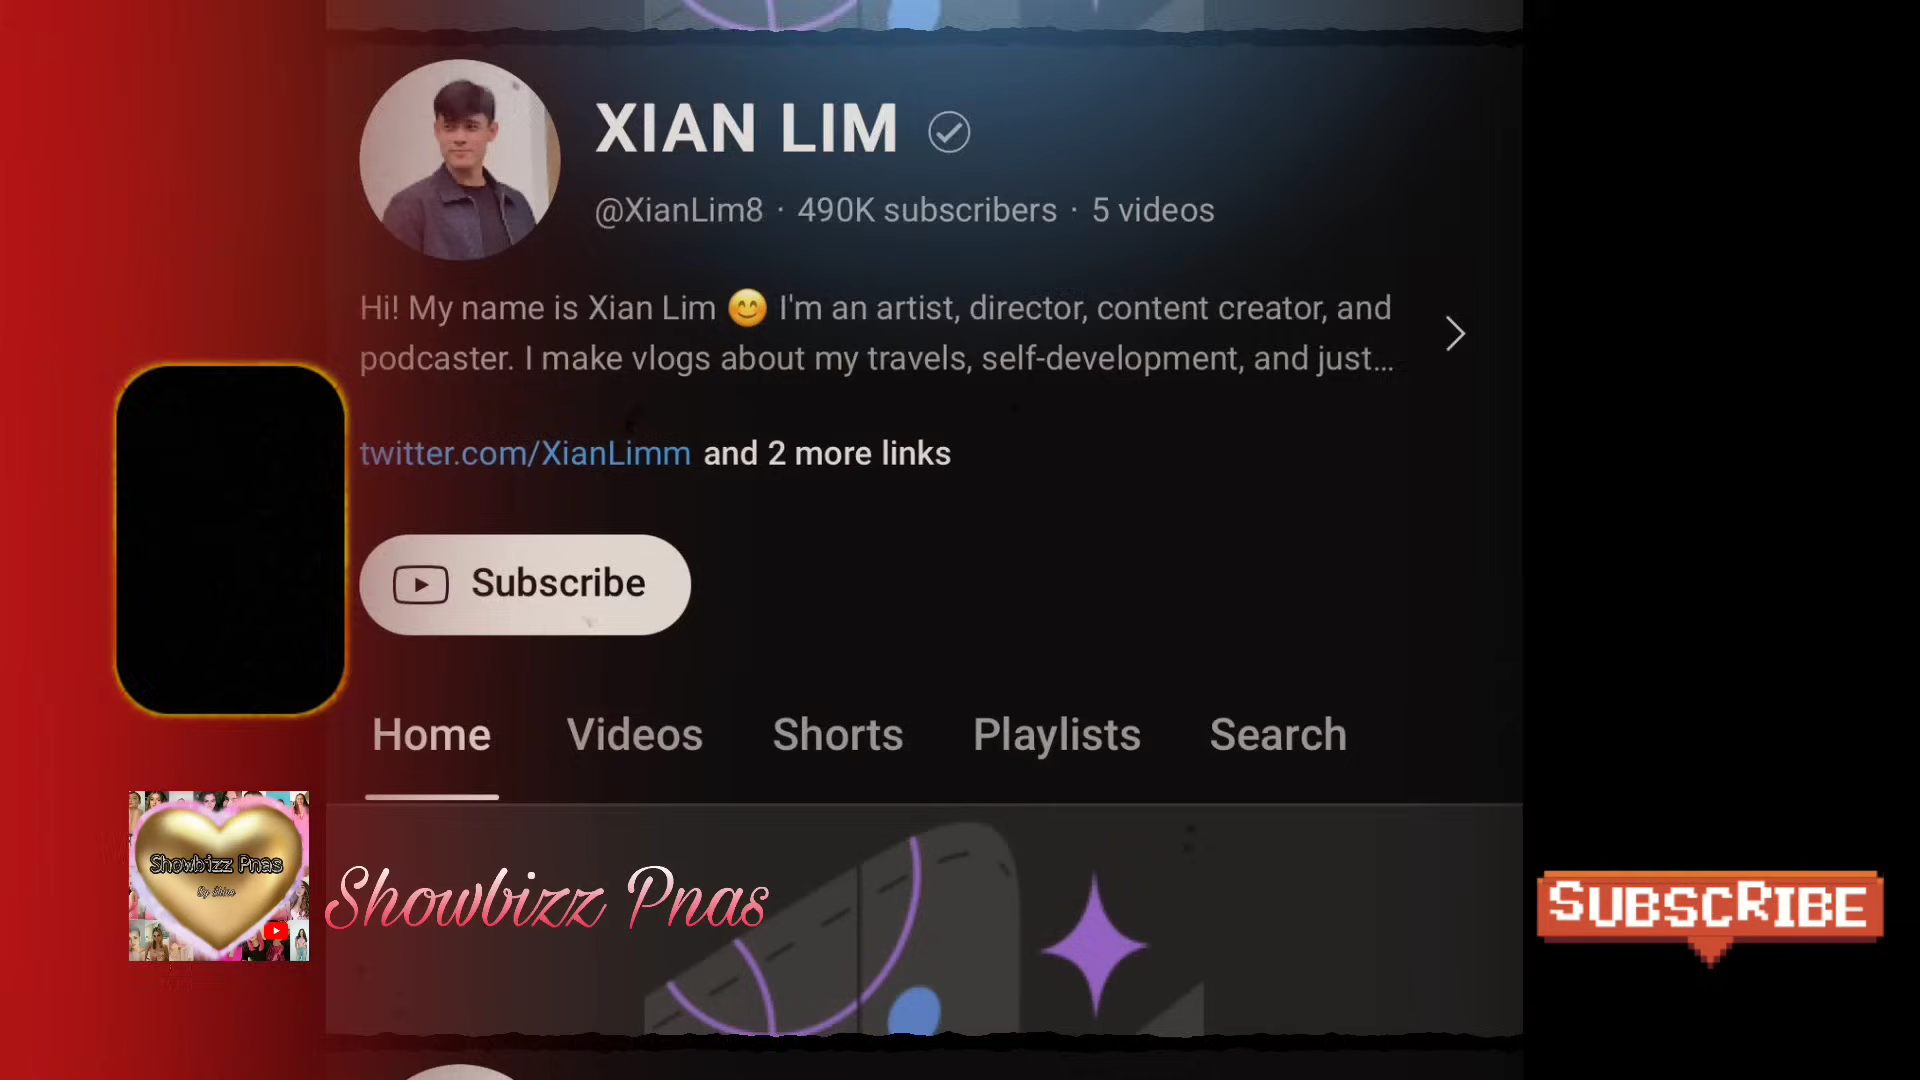 XIAN LIM
@XianLim8 · 490K subscribers · 5 videos
Hi! My name is Xian Lim 😊 I'm an artist, director, content creator, and
podcaster. I make vlogs about my travels, self-development, and just...
twitter.com/XianLimm and 2 more links
Subscribe
Home Videos Shorts Playlists Search
Showbizz Pnas
By Shine
Showbizz Pnas
SUBSCRIBE